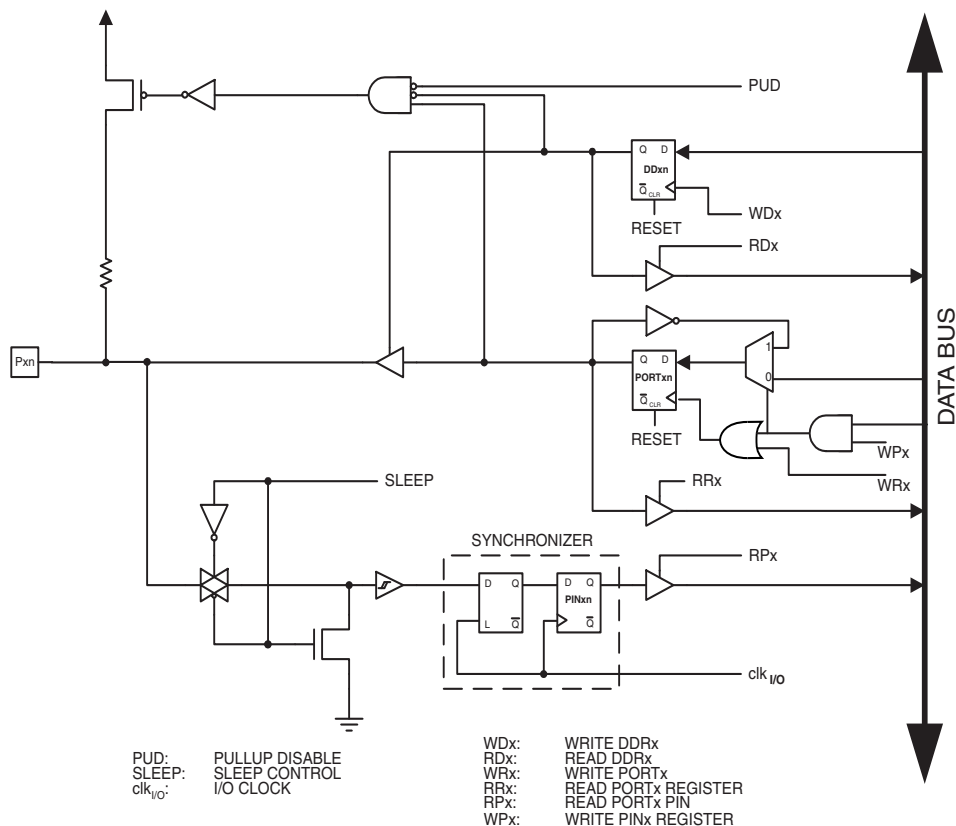 PUD
Q D
DDxn
Q CLR
WDx
RESET
RDx
Pxn
1
Q D
PORTxn
0
Q CLR
RESET
WPx
WRx
SLEEP
RRx
SYNCHRONIZER
RPx
D Q
D Q
PINxn
L Q
Q
clk I/O
DATA BUS
PUD: PULLUP DISABLE
SLEEP: SLEEP CONTROL
clkI/O: I/O CLOCK
WDx: WRITE DDRx
RDx: READ DDRx
WRx: WRITE PORTx
RRx: READ PORTx REGISTER
RPx: READ PORTx PIN
WPx: WRITE PINx REGISTER